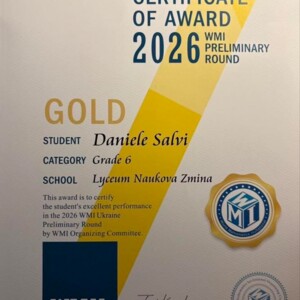 CERTIFICATE
OF AWARD
2026 WMI
PRELIMINARY
ROUND
GOLD
STUDENT Daniele Salvi
CATEGORY Grade 6
SCHOOL Lyceum Naukova Zmina
This award is to certify
the student's excellent performance
in the 2026 WMI Ukraine
Preliminary Round
by WMI Organizing Committee.
WMI